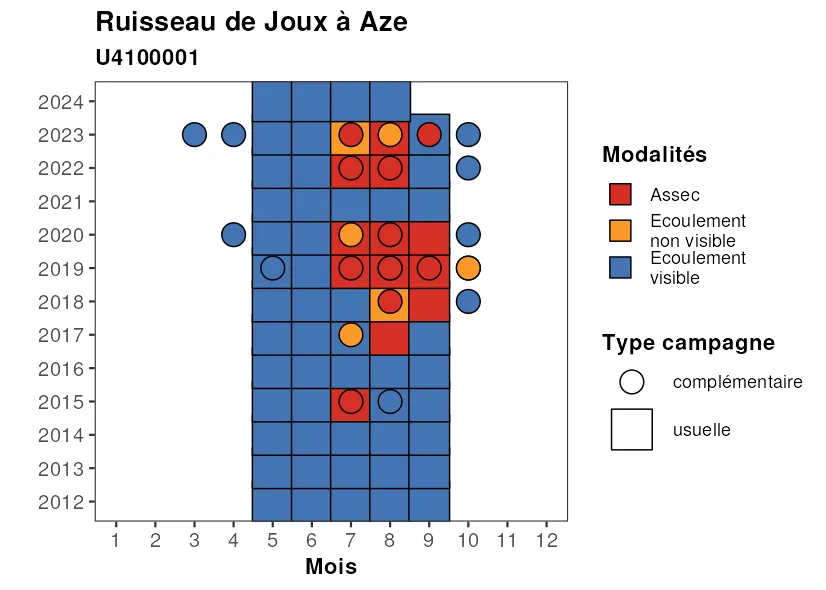 Ruisseau de Joux à Aze
U4100001
2024
2023
2022
2021
2020
2019
2018
2017
2016
2015
2014
2013
2012
1 2 3 4 5 6 7 8 9 10 11 12
Mois
Modalités
Assec
Ecoulement
non visible
Ecoulement
visible
Type campagne
complémentaire
usuelle